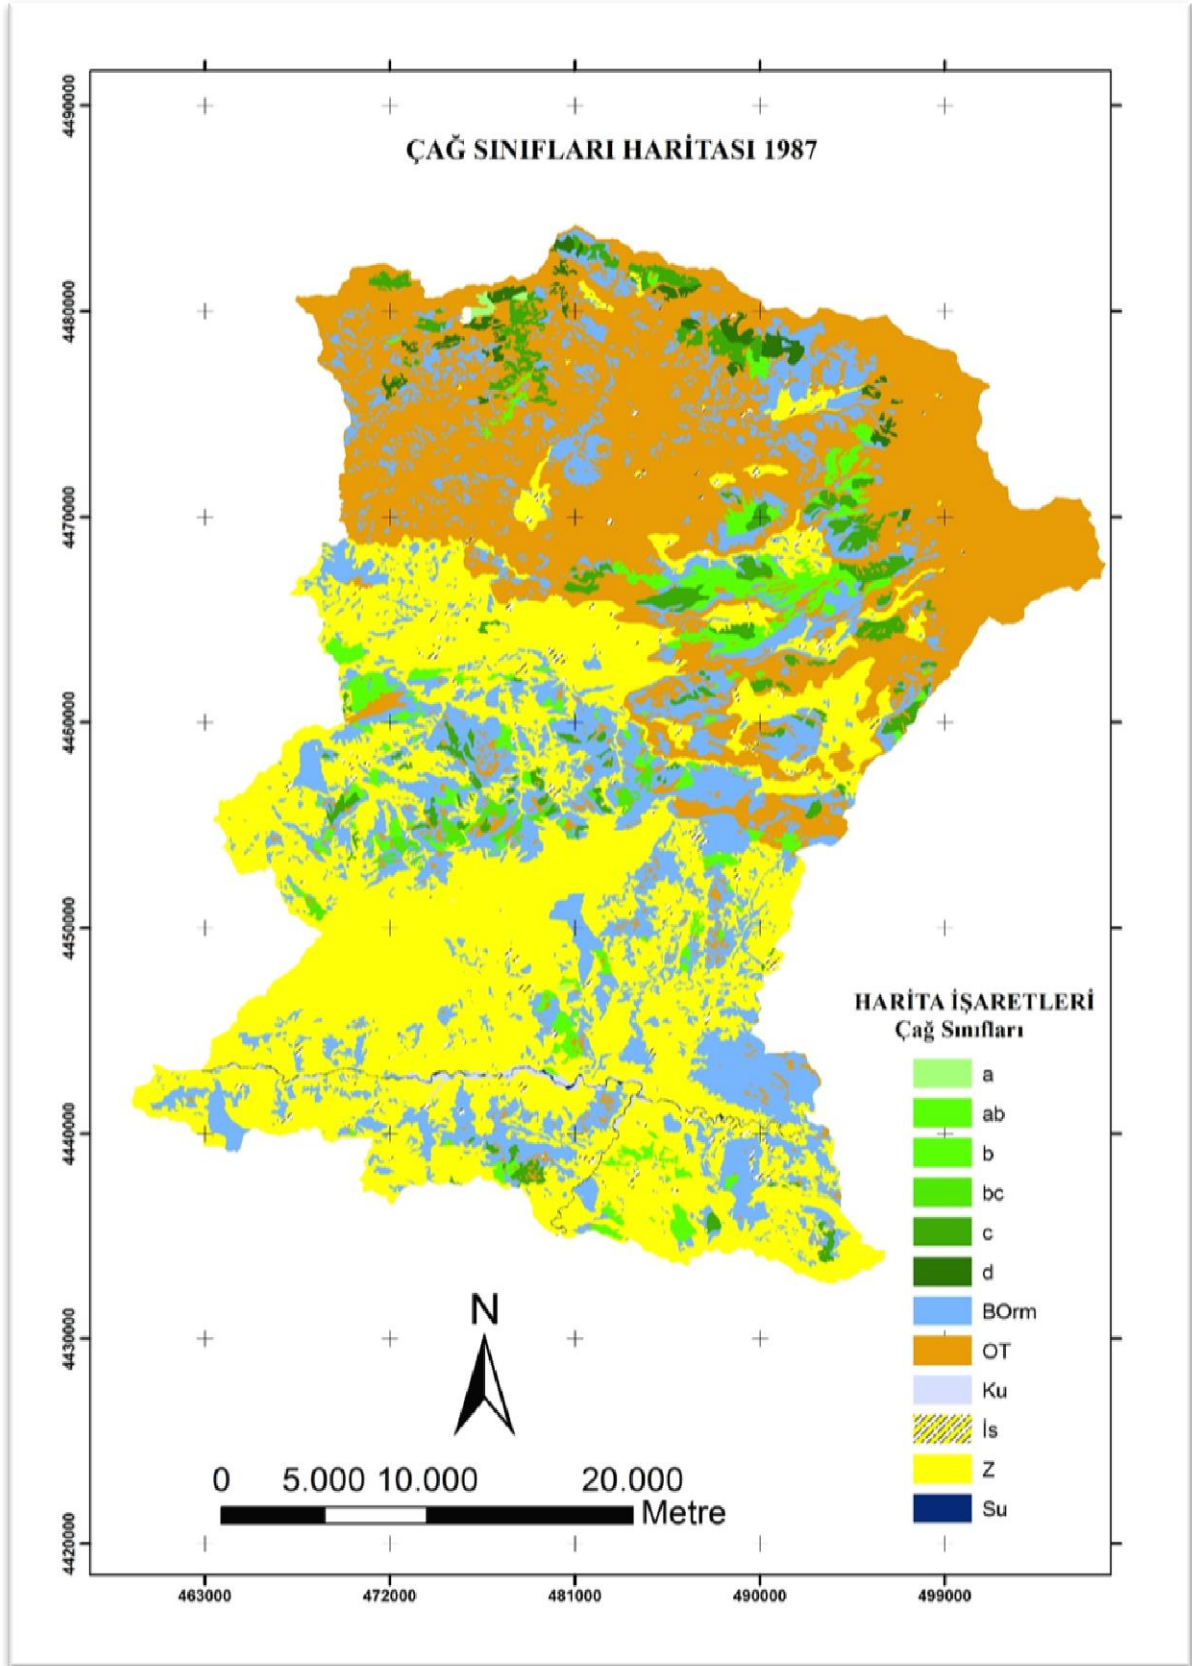 ÇAĞ SINIFLARI HARİTASI 1987
4490000
4480000
4470000
4460000
4450000
4440000
4430000
4420000
HARİTA İŞARETLERİ
Çağ Sınıfları
a
ab
b
bc
c
d
BOrm
OT
Ku
İs
Z
Su
N
0 5.000 10.000 20.000
Metre
463000 472000 481000 490000 499000